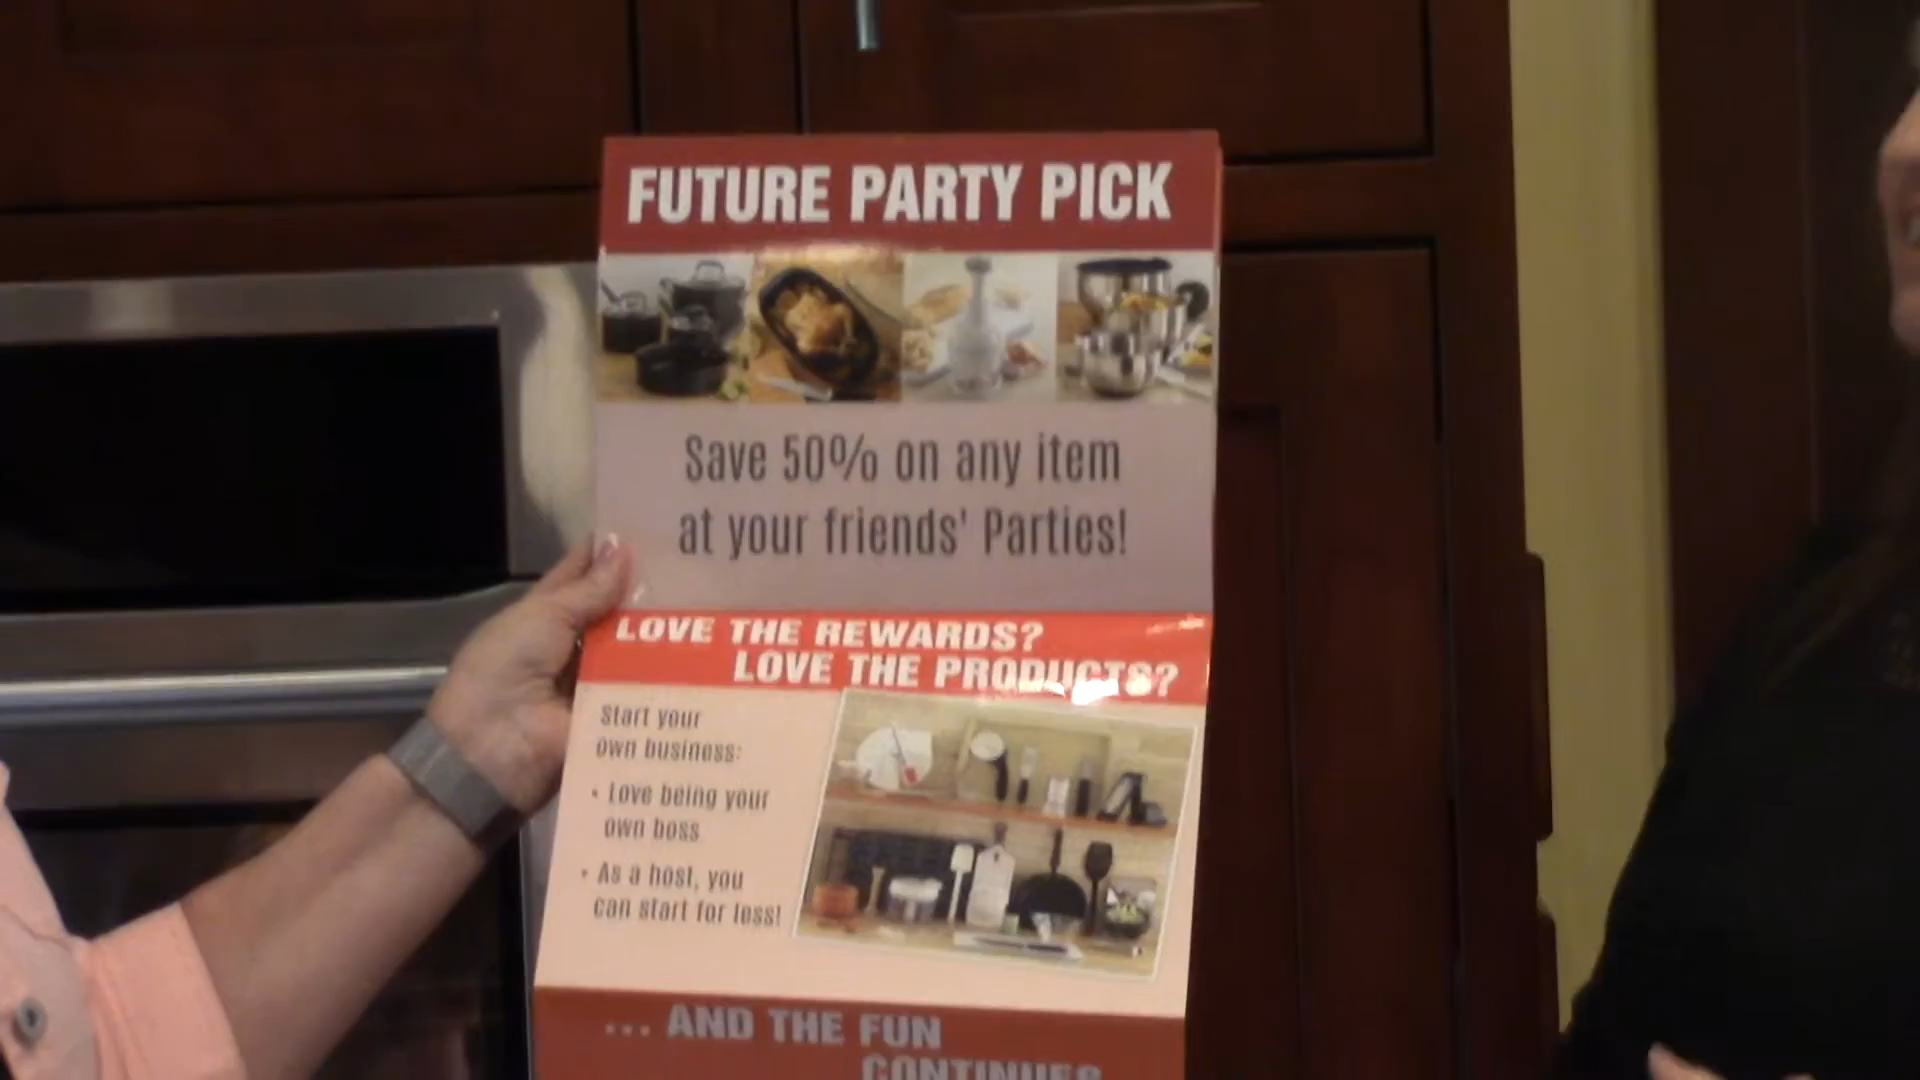 FUTURE PARTY PICK
Save 50% on any item
at your friends' Parties!
LOVE THE REWARDS?
LOVE THE PRODUCTS?
Start your
own business:
• Love being your
own boss
• As a host, you
can start for less!
... AND THE FUN
CONTINUES